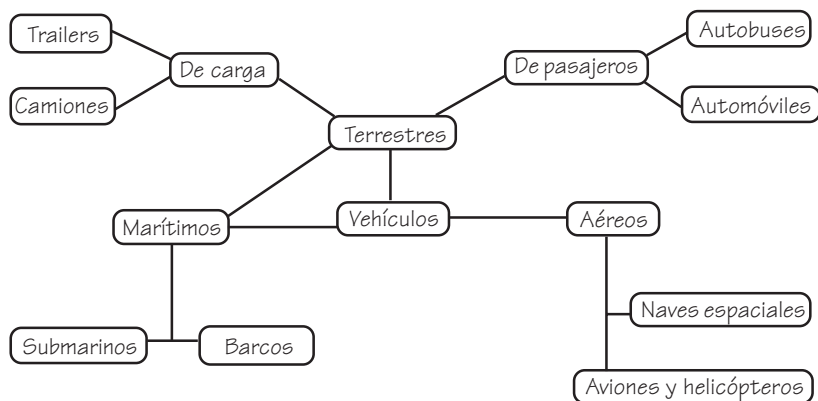 Trailers
Autobuses
De carga
De pasajeros
Camiones
Automóviles
Terrestres
Marítimos
Vehículos
Aéreos
Naves espaciales
Submarinos
Barcos
Aviones y helicópteros